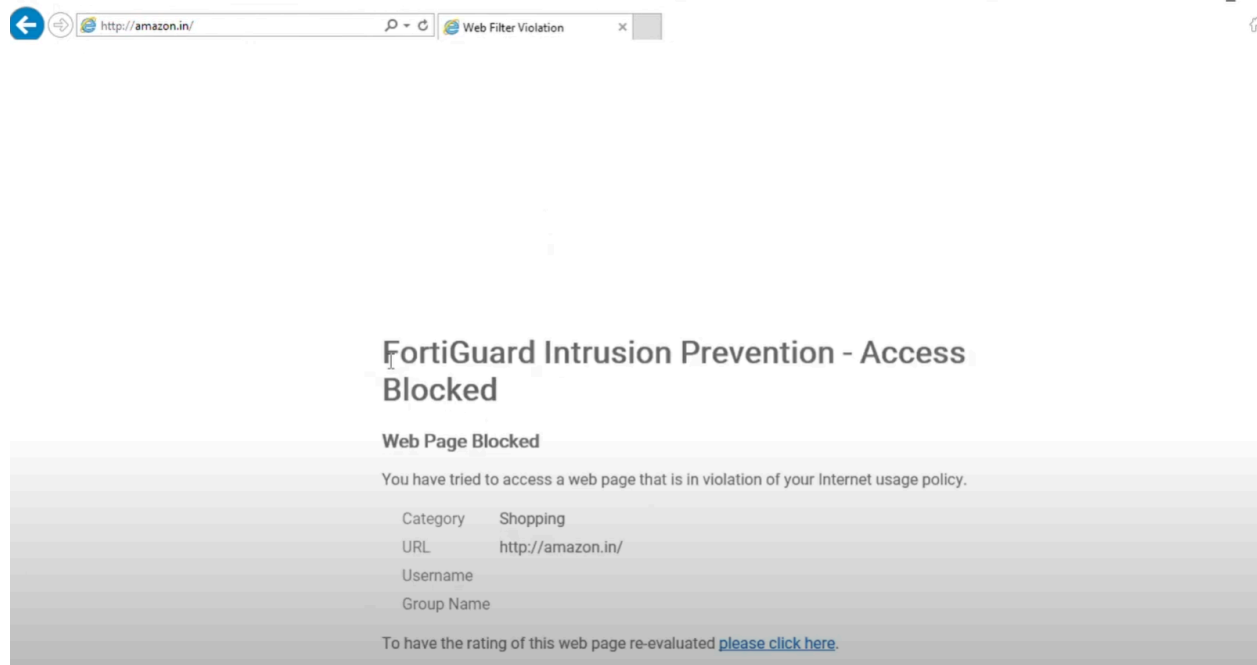 http://amazon.in/
Web Filter Violation
FortiGuard Intrusion Prevention - Access
Blocked
Web Page Blocked
You have tried to access a web page that is in violation of your Internet usage policy.
Category Shopping
URL http://amazon.in/
Username
Group Name
To have the rating of this web page re-evaluated please click here.